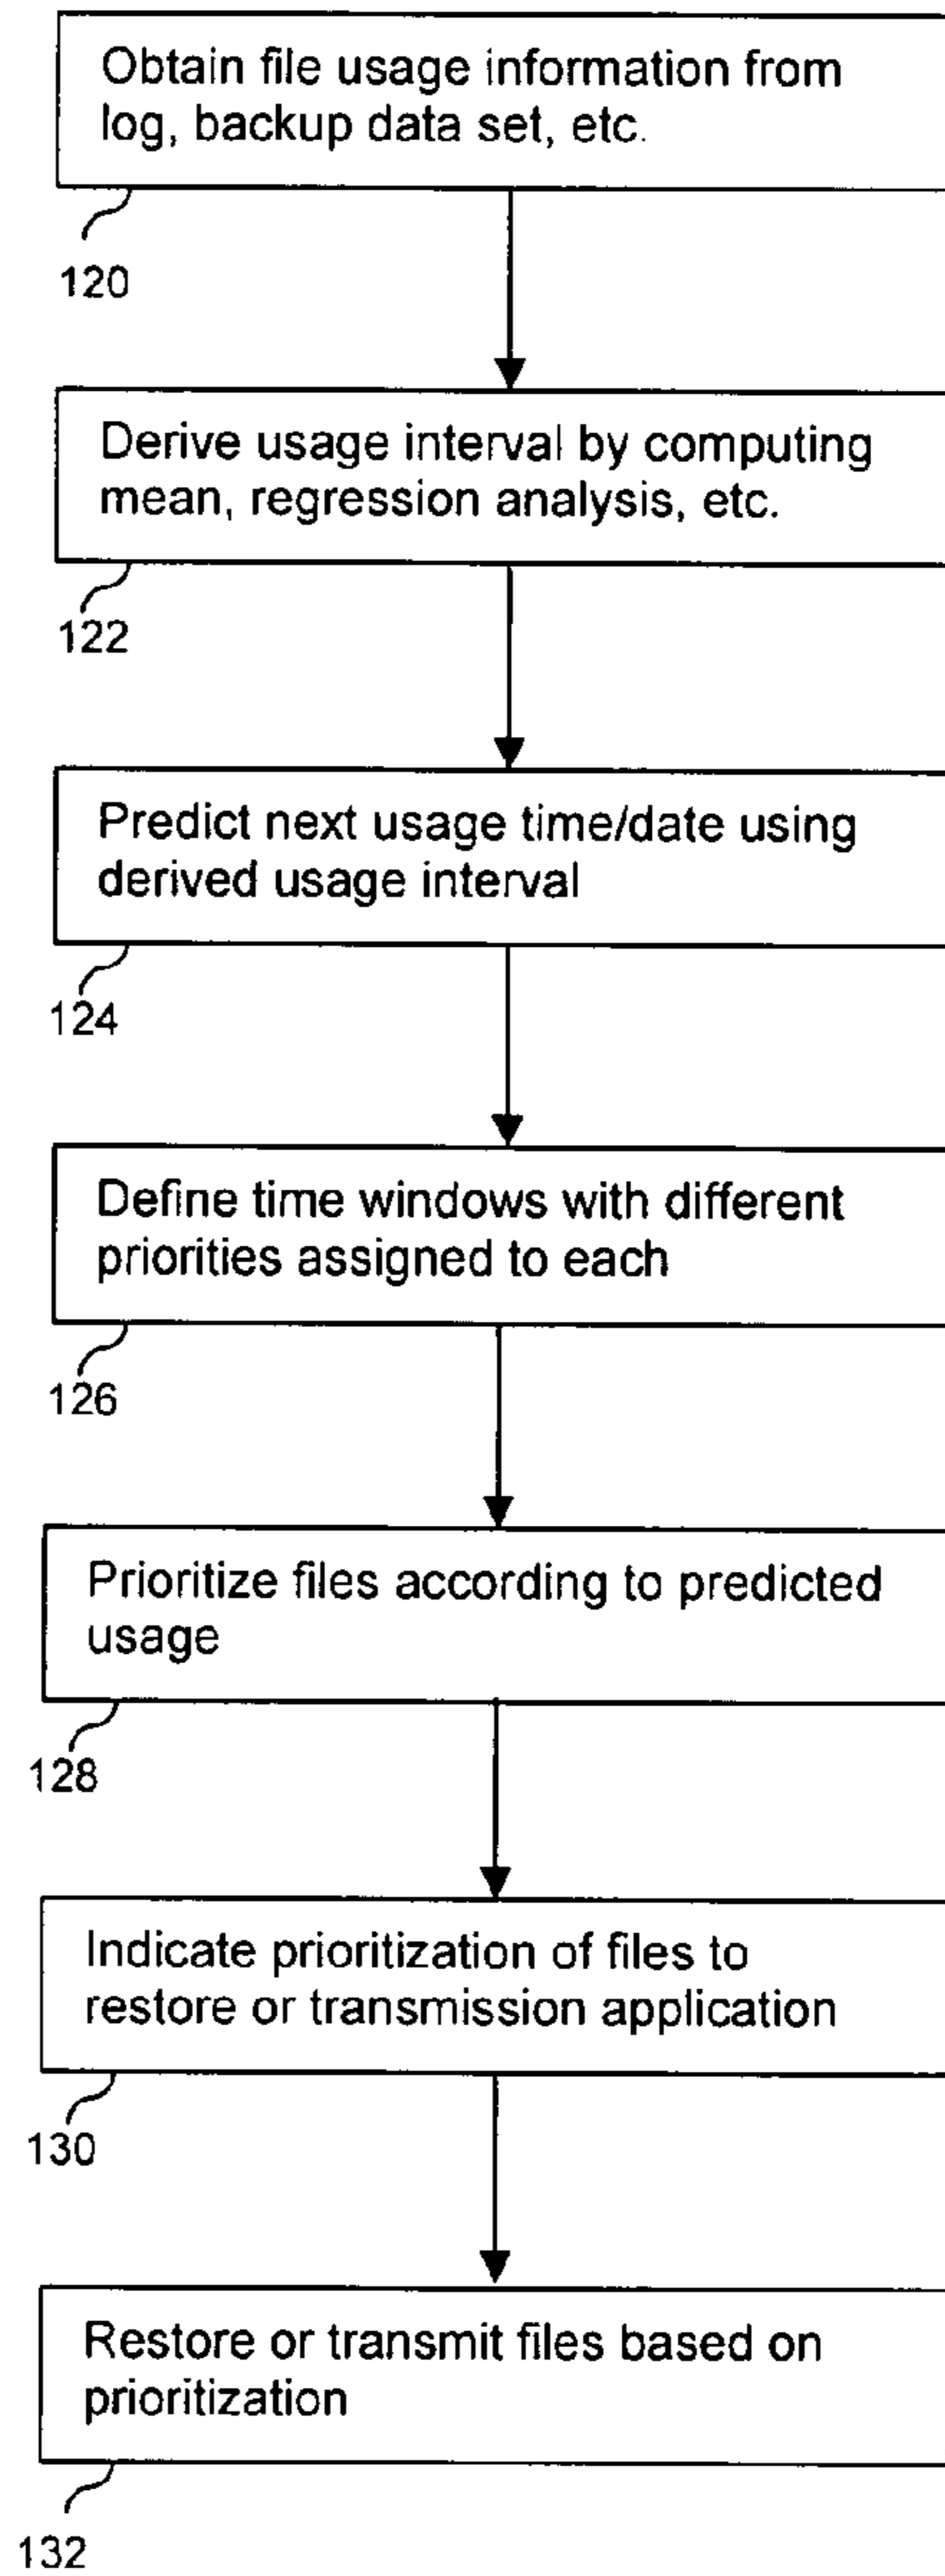 Obtain file usage information from
log, backup data set, etc.
120
Derive usage interval by computing
mean, regression analysis, etc.
122
Predict next usage time/date using
derived usage interval
124
Define time windows with different
priorities assigned to each
126
Prioritize files according to predicted
usage
128
Indicate prioritization of files to
restore or transmission application
130
Restore or transmit files based on
prioritization
132